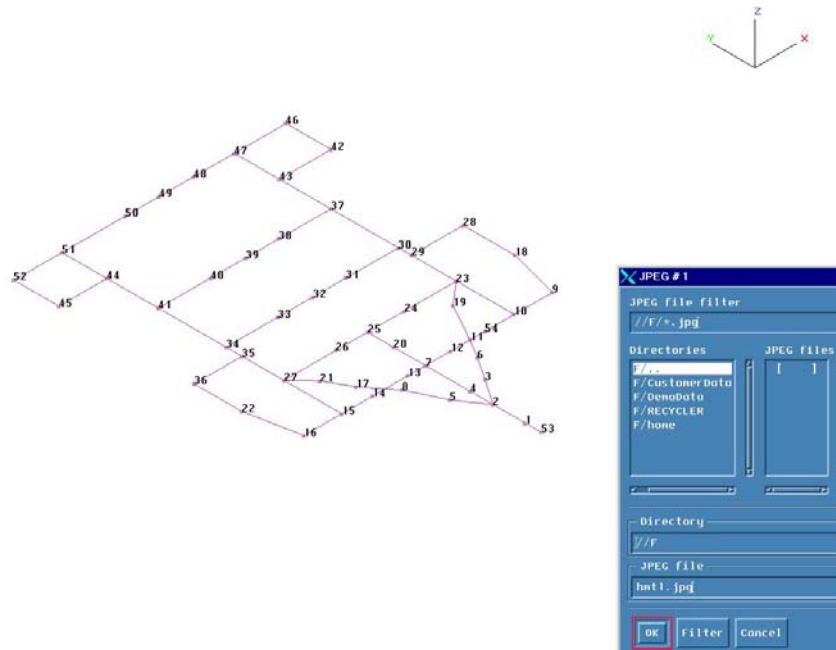 Z
Y
X
46
47
42
48
43
49
37
50
38
28
51
39
30
29
18
40
31
52
44
23
9
45
32
19
41
33
24
10
25
54
34
20
11
35
26
12
6
7
36
27
21
13
3
17
8
4
14
5
2
22
15
1
16
53
JPEG # 1
JPEG file filter
//F/*.jpg
Directories
JPEG files
F/..
[ . ]
F/CustomerData
F/DemoData
F/RECYCLER
F/home
Directory
//F
JPEG file
hmt1.jpg
OK
Filter
Cancel